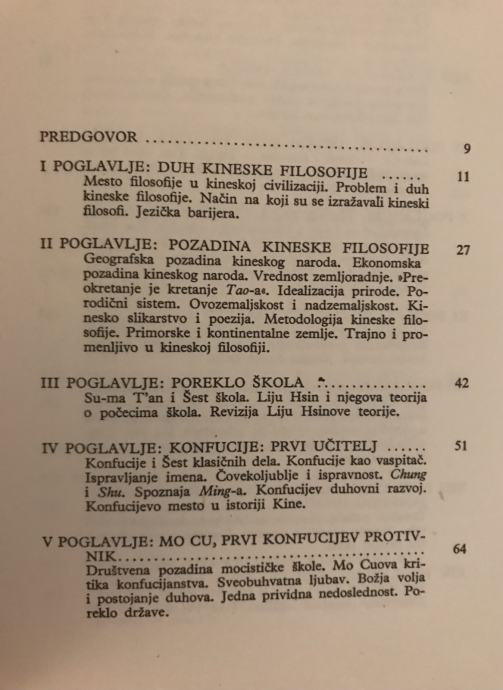 PREDGOVOR ........................................ 9
I POGLAVLJE: DUH KINESKE FILOSOFIJE ...... 11
Mesto filosofije u kineskoj civilizaciji. Problem i duh
kineske filosofije. Način na koji su se izražavali kineski
filosofi. Jezička barijera.
II POGLAVLJE: POZADINA KINESKE FILOSOFIJE 27
Geografska pozadina kineskog naroda. Ekonomska
pozadina kineskog naroda. Vrednost zemljoradnje. »Pre-
okretanje je kretanje Tao-a«. Idealizacija prirode. Po-
rodični sistem. Ovozemaljskost i nadzemaljskost. Ki-
nesko slikarstvo i poezija. Metodologija kineske filo-
sofije. Primorske i kontinentalne zemlje. Trajno i pro-
menljivo u kineskoj filosofiji.
III POGLAVLJE: POREKLO ŠKOLA ................ 42
Su-ma T'an i Šest škola. Liju Hsin i njegova teorija
o počecima škola. Revizija Liju Hsinove teorije.
IV POGLAVLJE: KONFUCIJE: PRVI UČITELJ ...... 51
Konfucije i Šest klasičnih dela. Konfucije kao vaspitač.
Ispravljanje imena. Čovekoljublje i ispravnost. Chung
i Shu. Spoznaja Ming-a. Konfucijev duhovni razvoj.
Konfucijevo mesto u istoriji Kine.
V POGLAVLJE: MO CU, PRVI KONFUCIJEV PROTIV-
NIK........................................... 64
Društvena pozadina mocističke škole. Mo Cuova kri-
tika konfucijanstva. Sveobuhvatna ljubav. Božja volja
i postojanje duhova. Jedna prividna nedoslednost. Po-
reklo države.